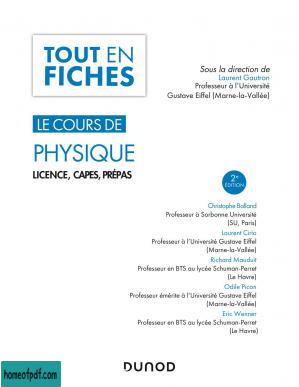 TOUT EN
FICHES
Sous la direction de
Laurent Gautron
Professeur à l'Université
Gustave Eiffel (Marne-la-Vallée)
LE COURS DE
PHYSIQUE
LICENCE, CAPES, PRÉPAS
2e
ÉDITION
Christophe Balland
Professeur à Sorbonne Université
(SU, Paris)
Laurent Cirio
Professeur à l'Université Gustave Eiffel
(Marne-la-Vallée)
Richard Mauduit
Professeur en BTS au lycée Schuman-Perret
(Le Havre)
Odile Picon
Professeur émérite à l'Université Gustave Eiffel
(Marne-la-Vallée)
Eric Wenner
Professeur en BTS au lycée Schuman-Perret
(Le Havre)
DUNOD
homeofpdf.com